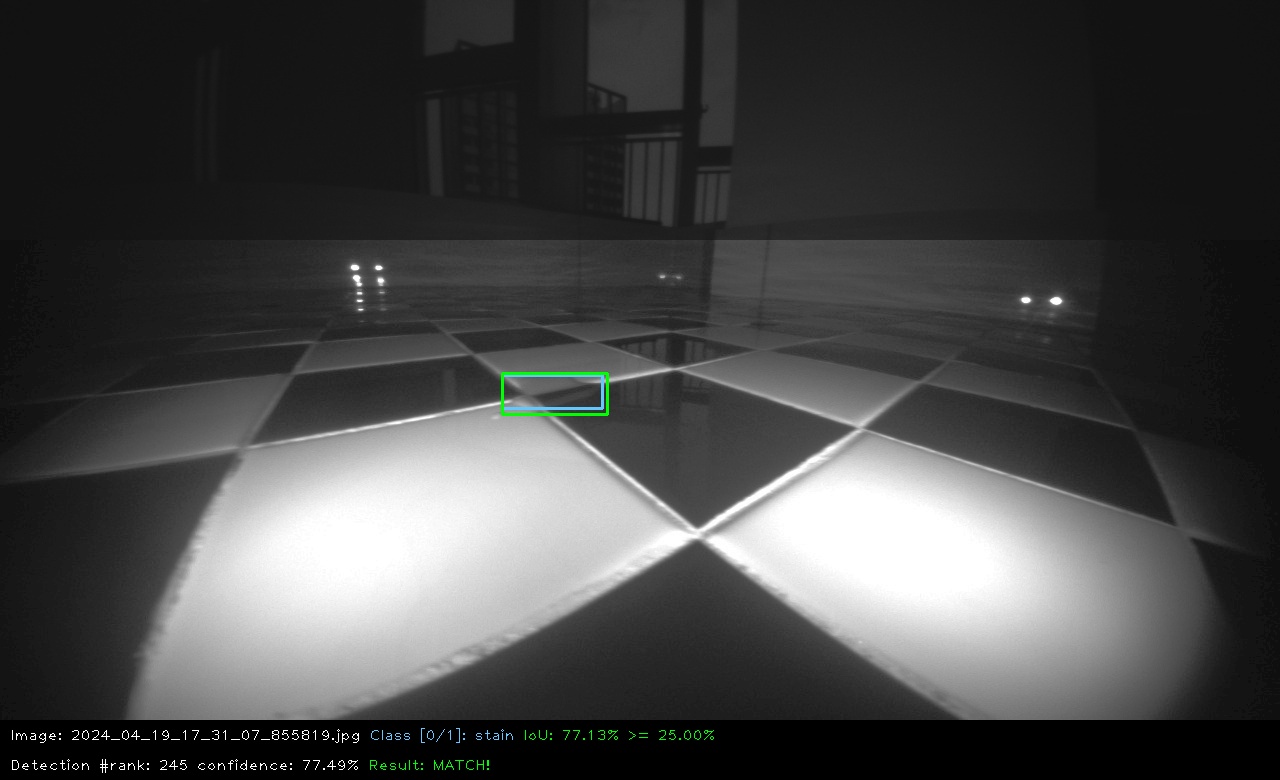 Image: 2024_04_19_17_31_07_855819.jpg Class [0/1]: stain IoU: 77.13% >= 25.00%
Detection #rank: 245 confidence: 77.49% Result: MATCH!